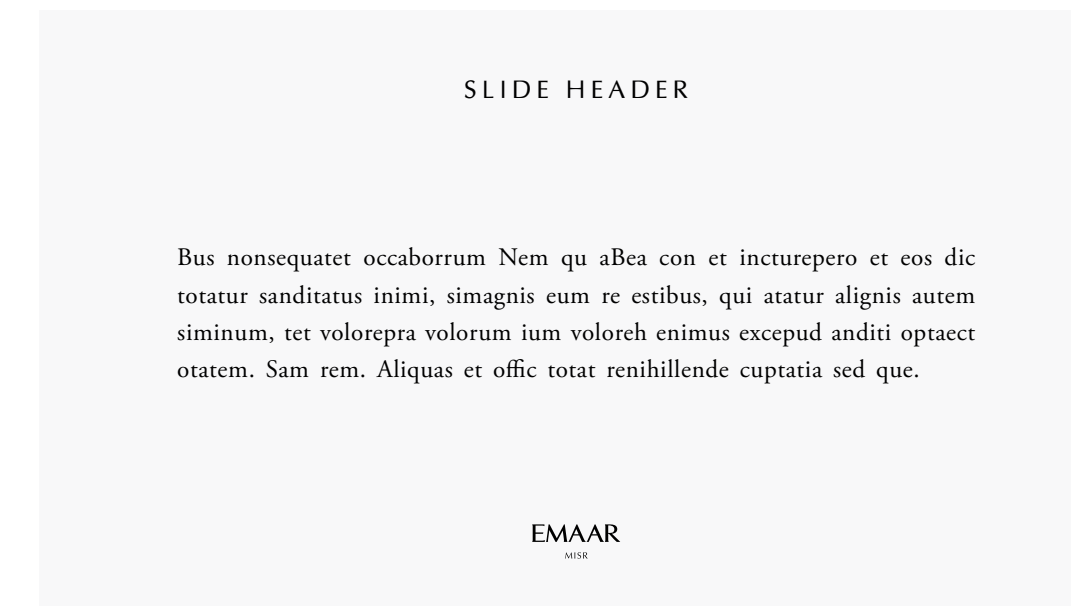 SLIDE HEADER
Bus nonsequatet occaborrum Nem qu aBea con et incturepero et eos dic
totatur sanditatus inimi, simagnis eum re estibus, qui atatur alignis autem
siminum, tet volorepra volorum ium voloreh enimus excepud anditi optaect
otatem. Sam rem. Aliquas et offic totat renihillende cuptatia sed que.
EMAAR
MISR